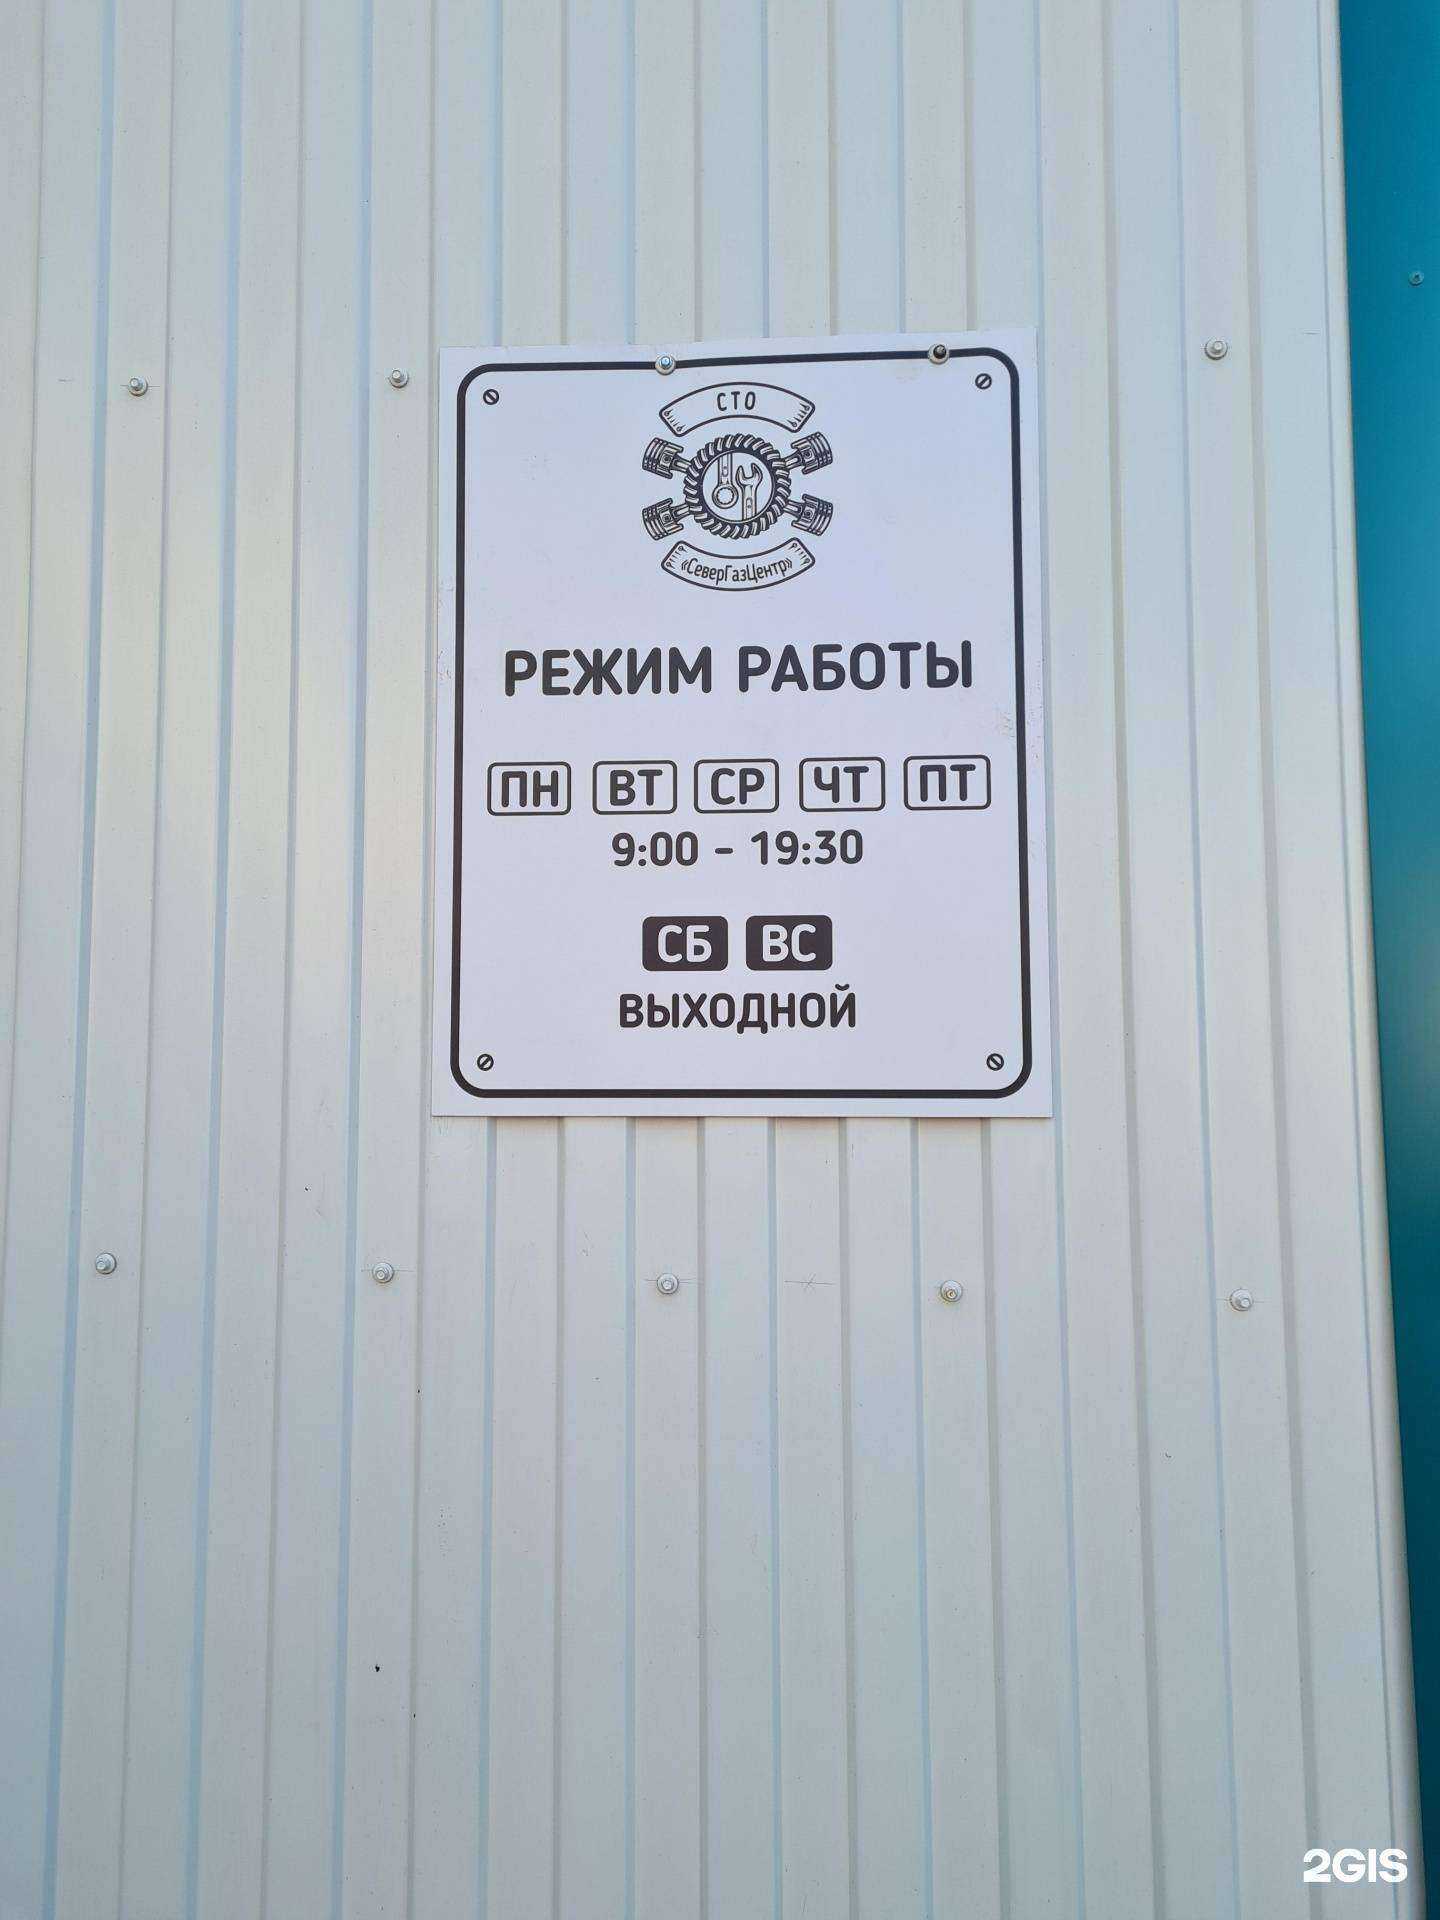 СТО
«СеверГазЦентр»
РЕЖИМ РАБОТЫ
ПН ВТ СР ЧТ ПТ
9:00 - 19:30
СБ ВС
ВЫХОДНОЙ
2GIS